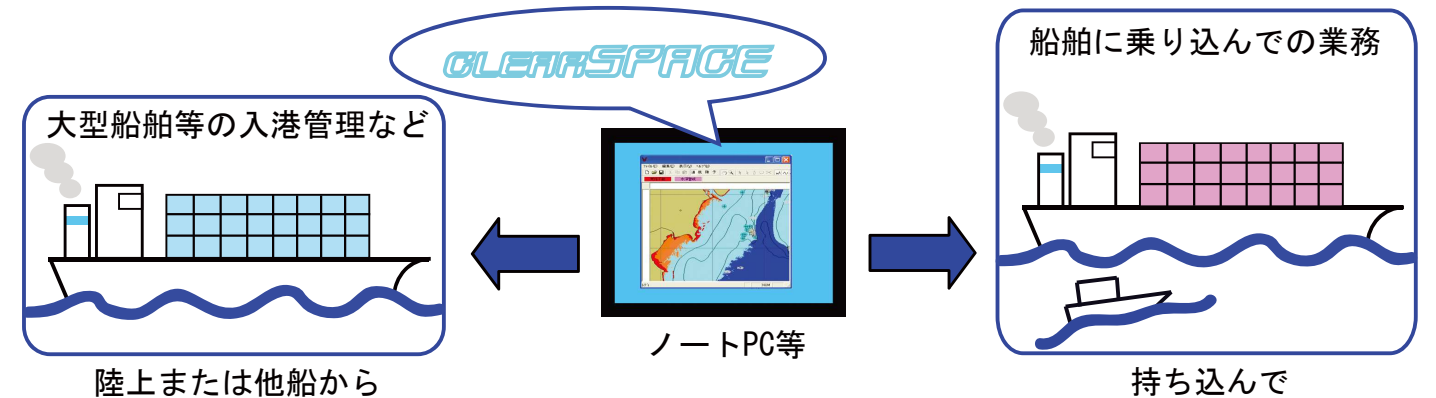 CLEARSPACE
船舶に乗り込んでの業務
大型船舶等の入港管理など
ノートPC等
陸上または他船から
持ち込んで